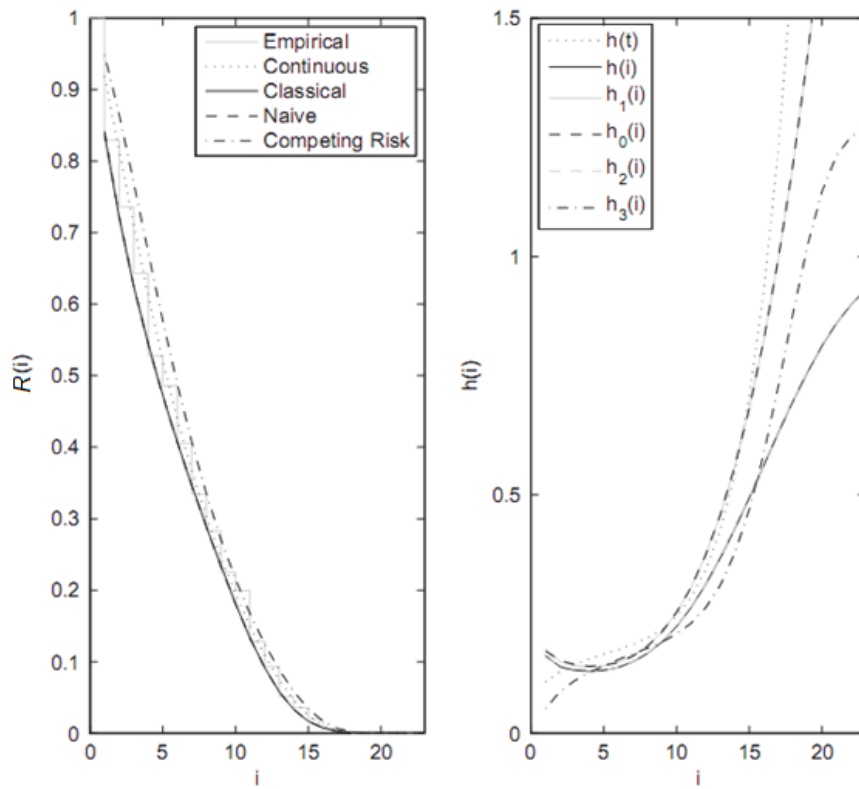 1
0.9
0.8
0.7
0.6
0.5
0.4
0.3
0.2
0.1
0
R(i)
0
5
10
15
20
i
Empirical
Continuous
Classical
Naive
Competing Risk
1.5
1
0.5
0
h(i)
0
5
10
15
20
i
h(t)
h(i)
h₁(i)
h₀(i)
h₂(i)
h₃(i)